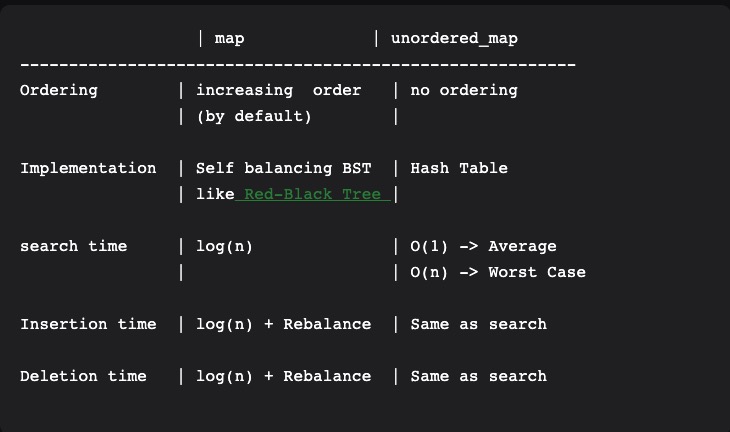 | map | unordered_map
---------------------------------------------------------
Ordering | increasing order | no ordering
| (by default) |
Implementation | Self balancing BST | Hash Table
| like Red-Black Tree |
search time | log(n) | O(1) -> Average
| | O(n) -> Worst Case
Insertion time | log(n) + Rebalance | Same as search
Deletion time | log(n) + Rebalance | Same as search